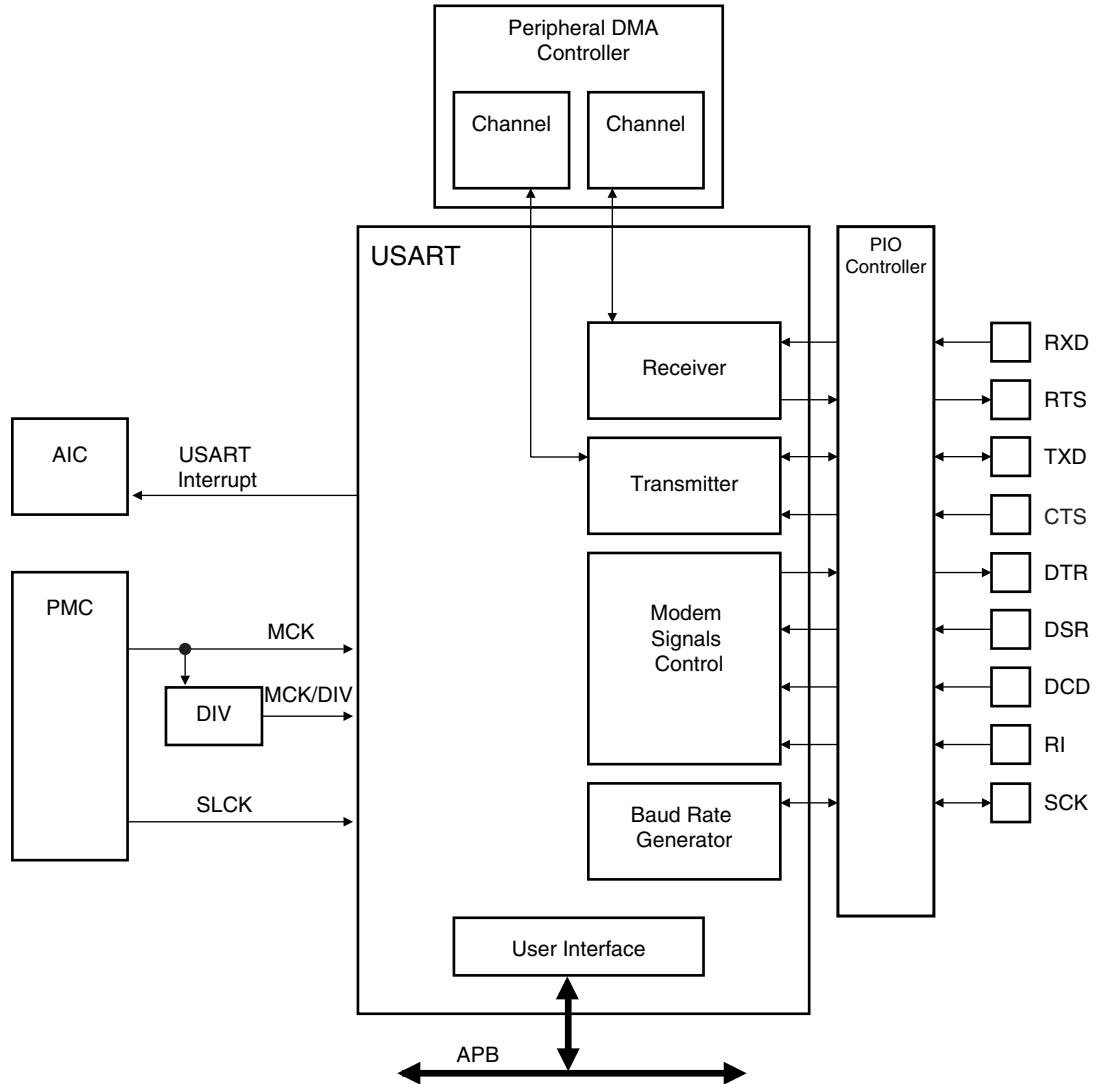 Peripheral DMA
Controller
Channel
Channel
USART
PIO
Controller
Receiver
RXD
RTS
AIC
USART
Interrupt
Transmitter
TXD
CTS
PMC
MCK
DIV
MCK/DIV
SLCK
Modem
Signals
Control
DTR
DSR
DCD
RI
Baud Rate
Generator
SCK
User Interface
APB